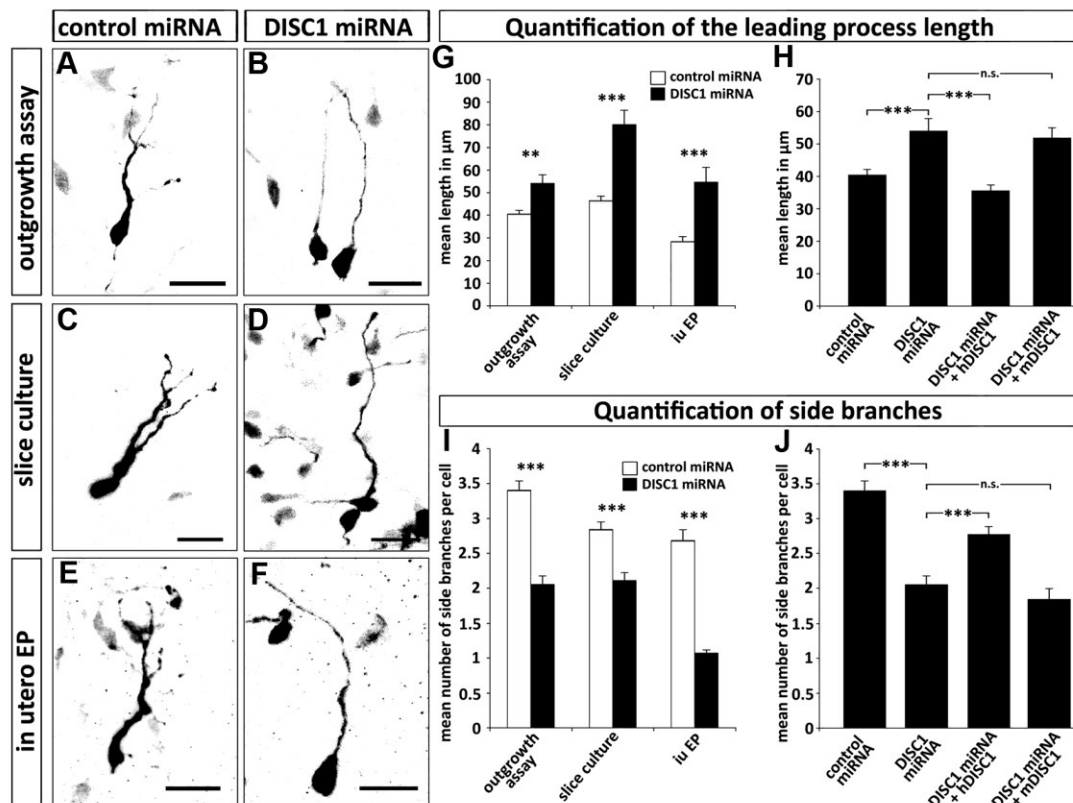 control miRNA
DISC1 miRNA
Quantification of the leading process length
outgrowth assay
slice culture
in utero EP
A
B
C
D
E
F
G
control miRNA
DISC1 miRNA
mean length in µm
100
90
80
70
60
50
40
30
20
10
0
**
***
***
outgrowth assay
slice culture
iu EP
H
mean length in µm
70
60
50
40
30
20
10
0
n.s.
***
***
control miRNA
DISC1 miRNA
DISC1 miRNA + hDISC1
DISC1 miRNA + mDISC1
Quantification of side branches
I
control miRNA
DISC1 miRNA
mean number of side branches per cell
4
3.5
3
2.5
2
1.5
1
0.5
0
***
***
***
outgrowth assay
slice culture
iu EP
J
mean number of side branches per cell
4
3.5
3
2.5
2
1.5
1
0.5
0
***
n.s.
***
control miRNA
DISC1 miRNA
DISC1 miRNA + hDISC1
DISC1 miRNA + mDISC1